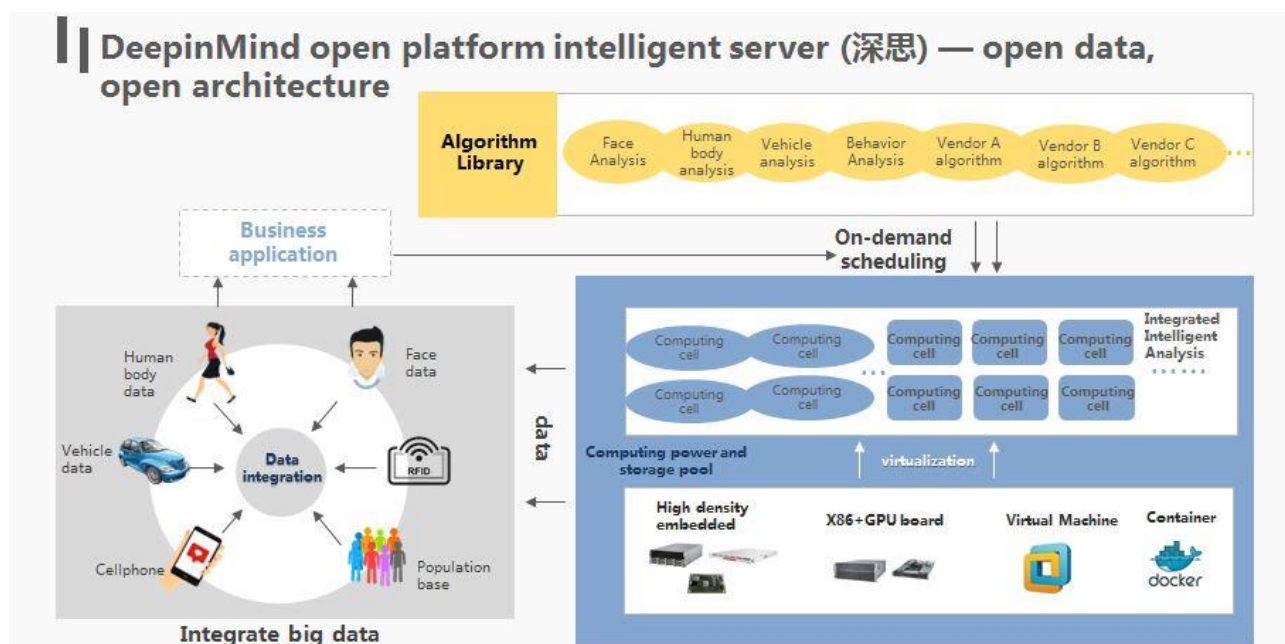 DeepinMind open platform intelligent server (深思) — open data,
open architecture
Algorithm
Library
Face
Analysis
Human
body
analysis
Vehicle
analysis
Behavior
Analysis
Vendor A
algorithm
Vendor B
algorithm
Vendor C
algorithm
Business
application
On-demand
scheduling
Human
body
data
Face
data
Vehicle
data
Data
integration
RFID
Cellphone
Population
base
Integrate big data
data
Computing
cell
Computing
cell
Computing
cell
Computing
cell
Computing
cell
Integrated
Intelligent
Analysis
Computing
cell
Computing
cell
Computing
cell
Computing
cell
Computing
cell
Computing power and
storage pool
virtualization
High density
embedded
X86+GPU board
Virtual Machine
Container
docker